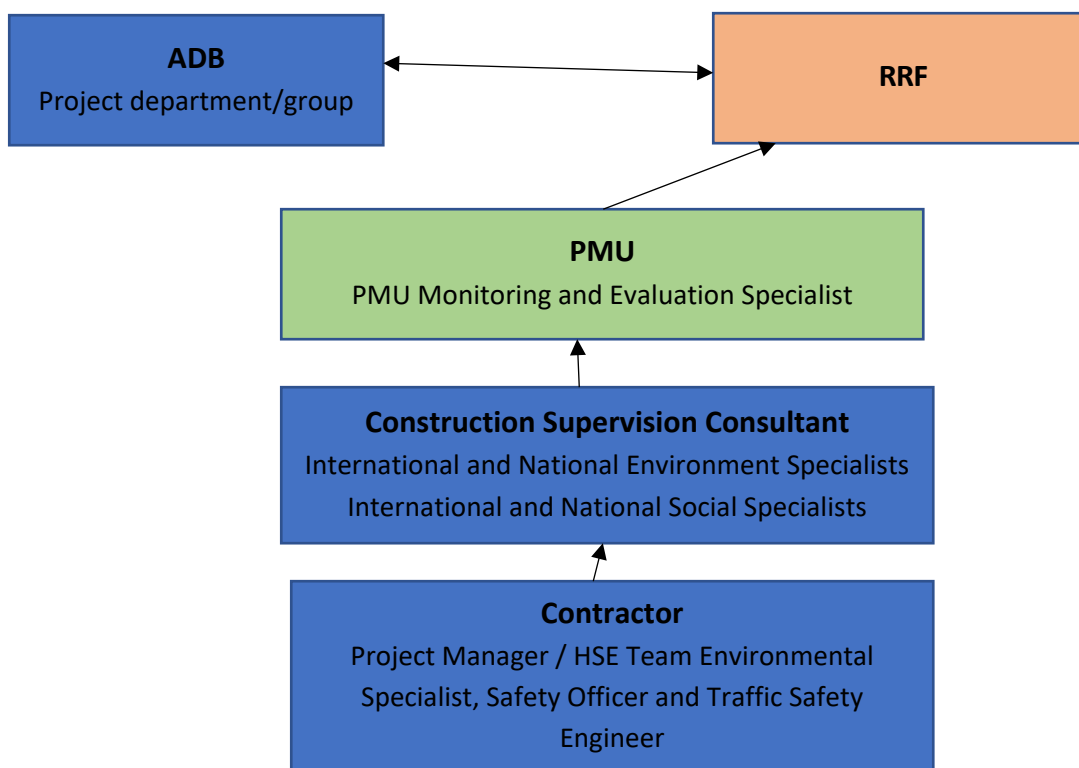 ADB
Project department/group
RRF
PMU
PMU Monitoring and Evaluation Specialist
Construction Supervision Consultant
International and National Environment Specialists
International and National Social Specialists
Contractor
Project Manager / HSE Team Environmental
Specialist, Safety Officer and Traffic Safety
Engineer